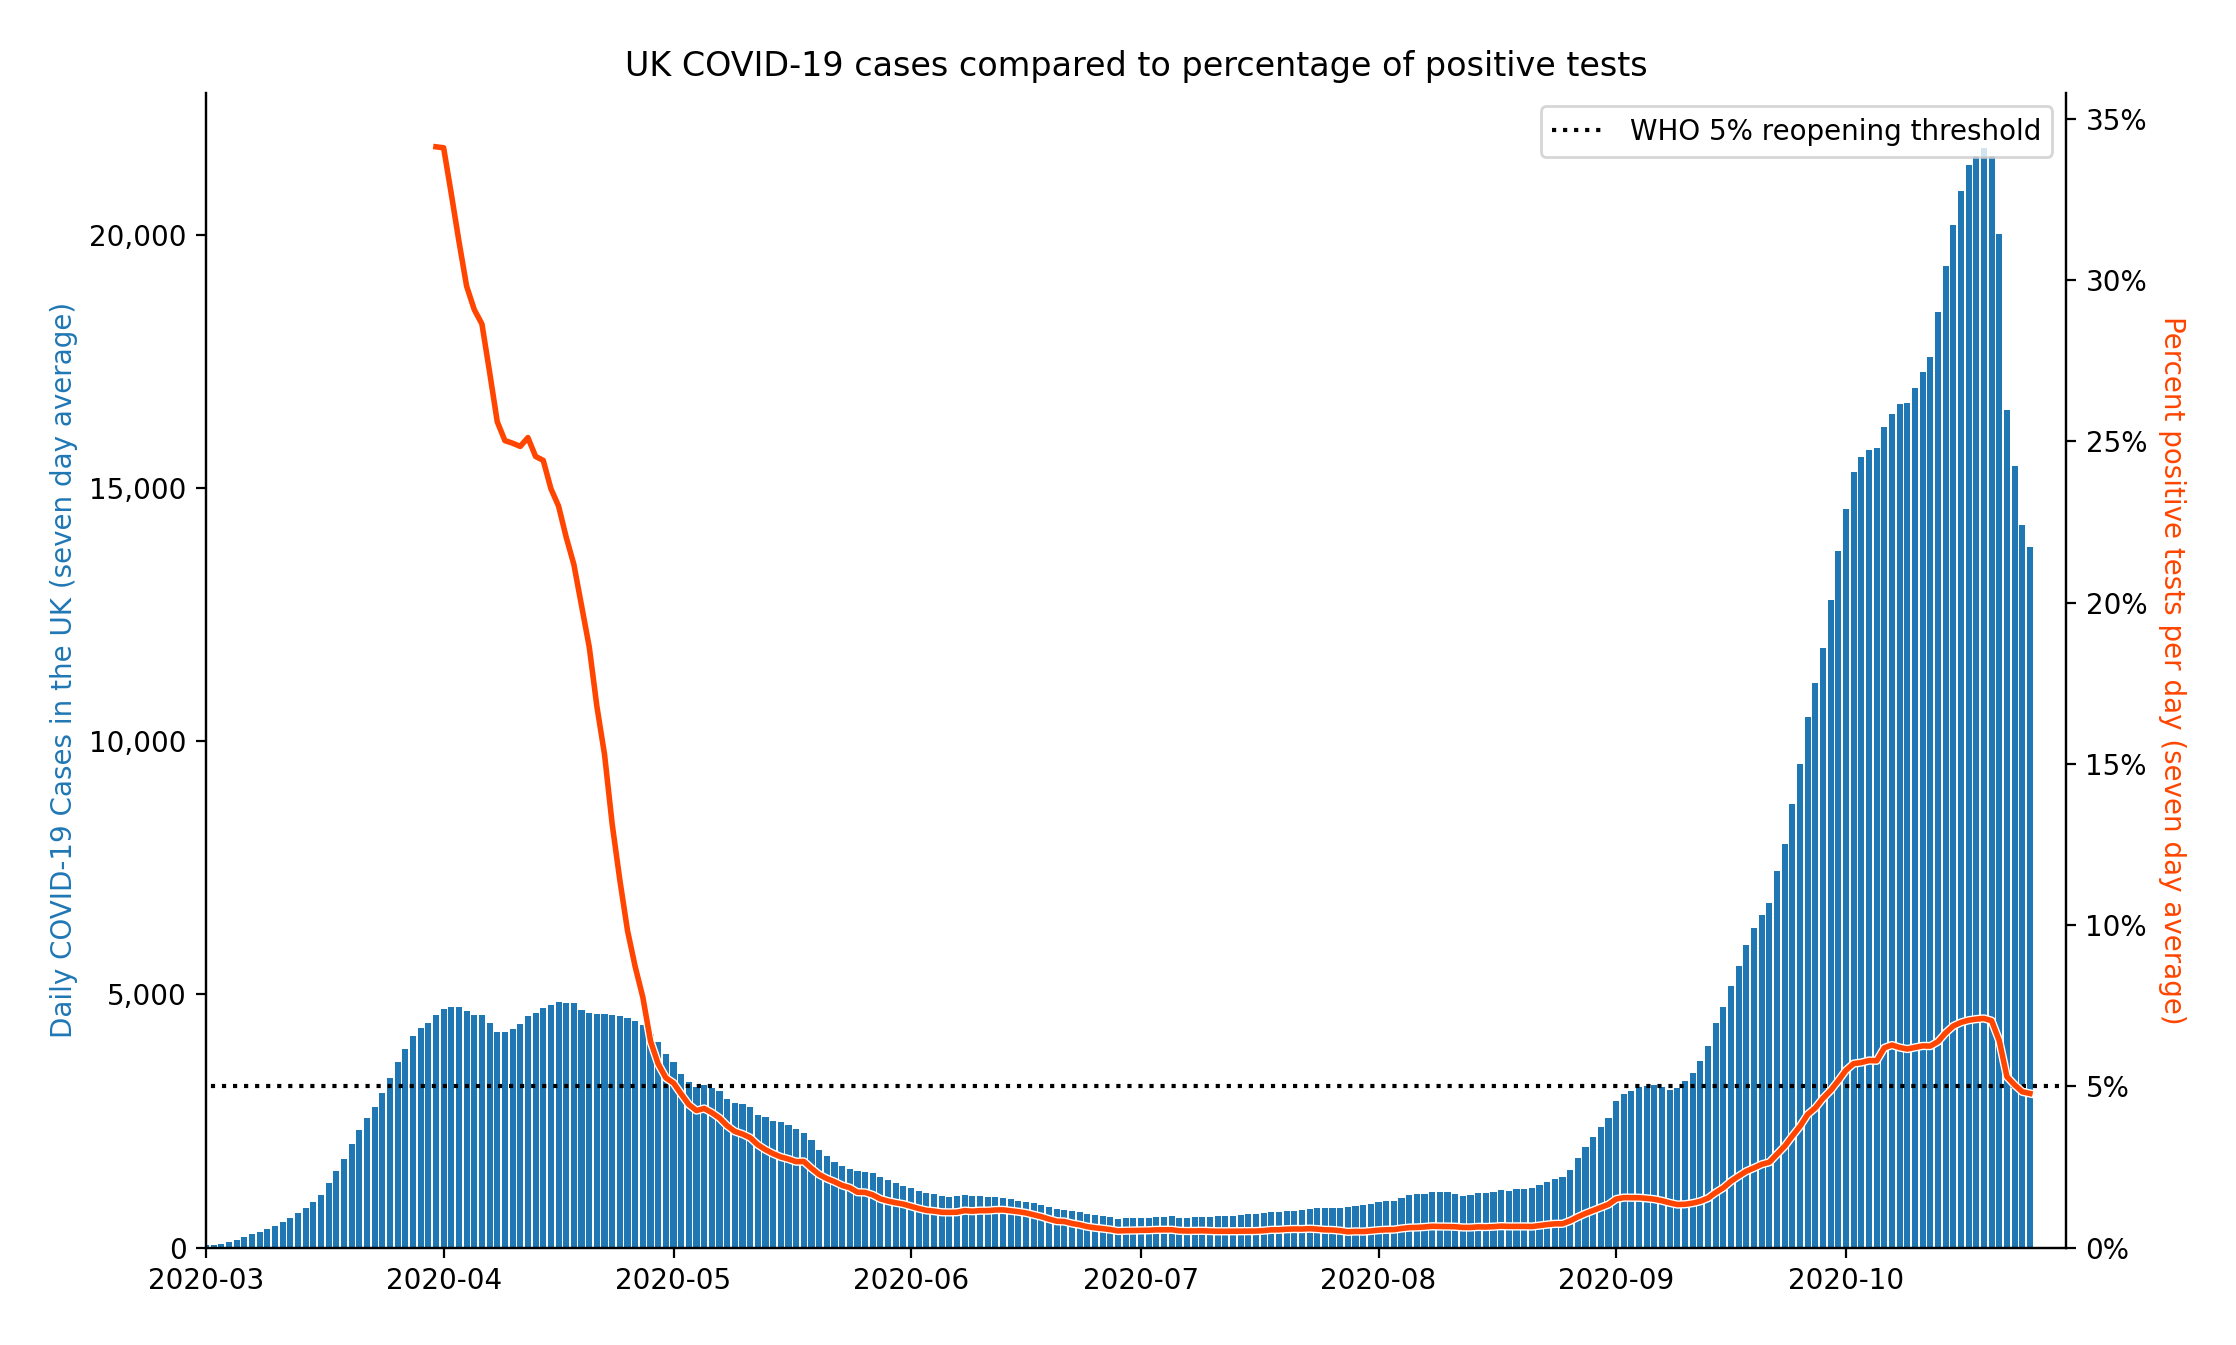 UK COVID-19 cases compared to percentage of positive tests
WHO 5% reopening threshold
Daily COVID-19 Cases in the UK (seven day average)
20,000
15,000
10,000
5,000
0
35%
30%
25%
20%
15%
10%
5%
0%
Percent positive tests per day (seven day average)
2020-03 2020-04 2020-05 2020-06 2020-07 2020-08 2020-09 2020-10